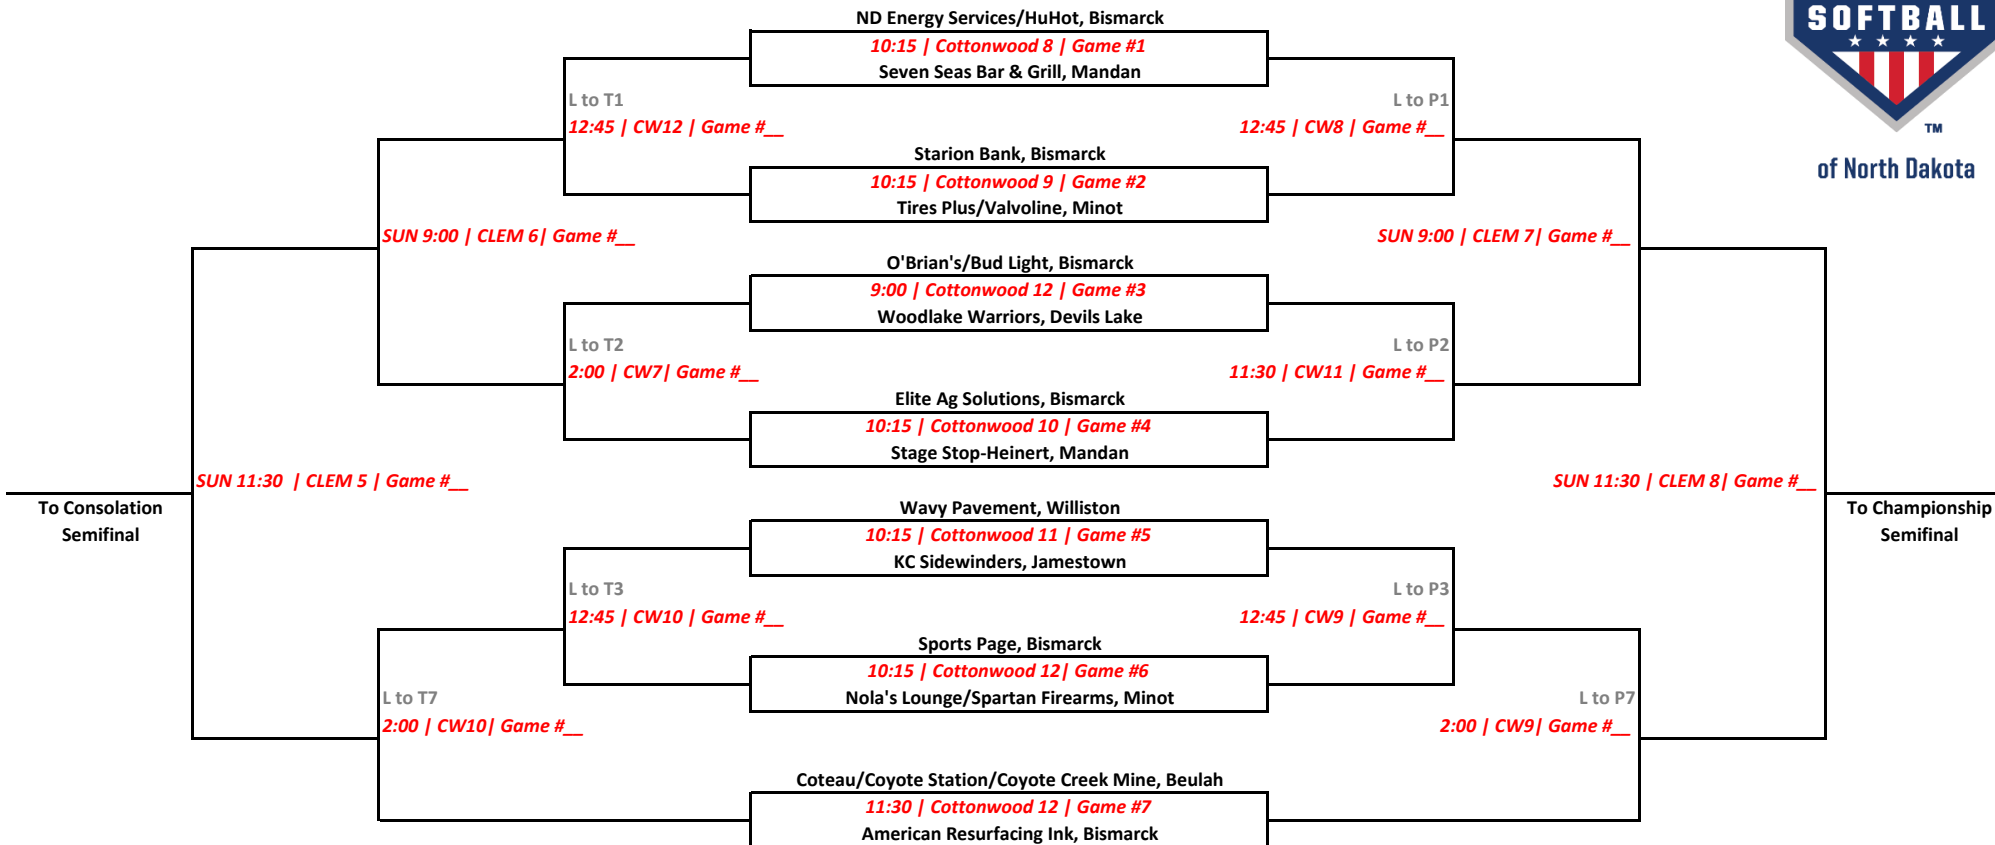 SOFTBALL
TM
of North Dakota
ND Energy Services/HuHot, Bismarck
10:15 | Cottonwood 8 | Game #1
Seven Seas Bar & Grill, Mandan
L to T1
L to P1
12:45 | CW12 | Game #__
12:45 | CW8 | Game #__
Starion Bank, Bismarck
10:15 | Cottonwood 9 | Game #2
Tires Plus/Valvoline, Minot
SUN 9:00 | CLEM 6| Game #__
SUN 9:00 | CLEM 7| Game #__
O'Brian's/Bud Light, Bismarck
9:00 | Cottonwood 12 | Game #3
Woodlake Warriors, Devils Lake
L to T2
L to P2
2:00 | CW7| Game #__
11:30 | CW11 | Game #__
Elite Ag Solutions, Bismarck
10:15 | Cottonwood 10 | Game #4
Stage Stop-Heinert, Mandan
SUN 11:30  | CLEM 5 | Game #__
SUN 11:30 | CLEM 8| Game #__
To Consolation
Semifinal
To Championship
Semifinal
Wavy Pavement, Williston
10:15 | Cottonwood 11 | Game #5
KC Sidewinders, Jamestown
L to T3
L to P3
12:45 | CW10 | Game #__
12:45 | CW9 | Game #__
Sports Page, Bismarck
10:15 | Cottonwood 12| Game #6
Nola's Lounge/Spartan Firearms, Minot
L to T7
L to P7
2:00 | CW10| Game #__
2:00 | CW9| Game #__
Coteau/Coyote Station/Coyote Creek Mine, Beulah
11:30 | Cottonwood 12 | Game #7
American Resurfacing Ink, Bismarck